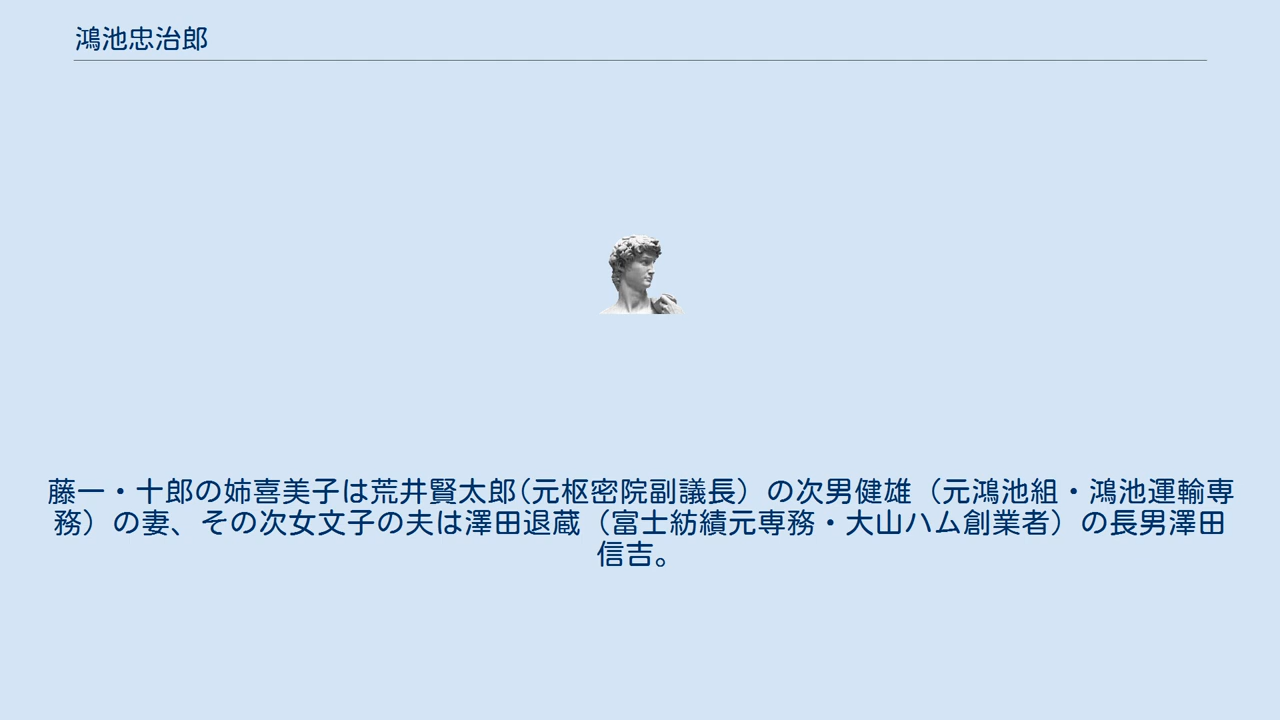 鴻池忠治郎
藤一・十郎の姉喜美子は荒井賢太郎(元枢密院副議長）の次男健雄（元鴻池組・鴻池運輸専
務）の妻、その次女文子の夫は澤田退蔵（富士紡績元専務・大山ハム創業者）の長男澤田
信吉。